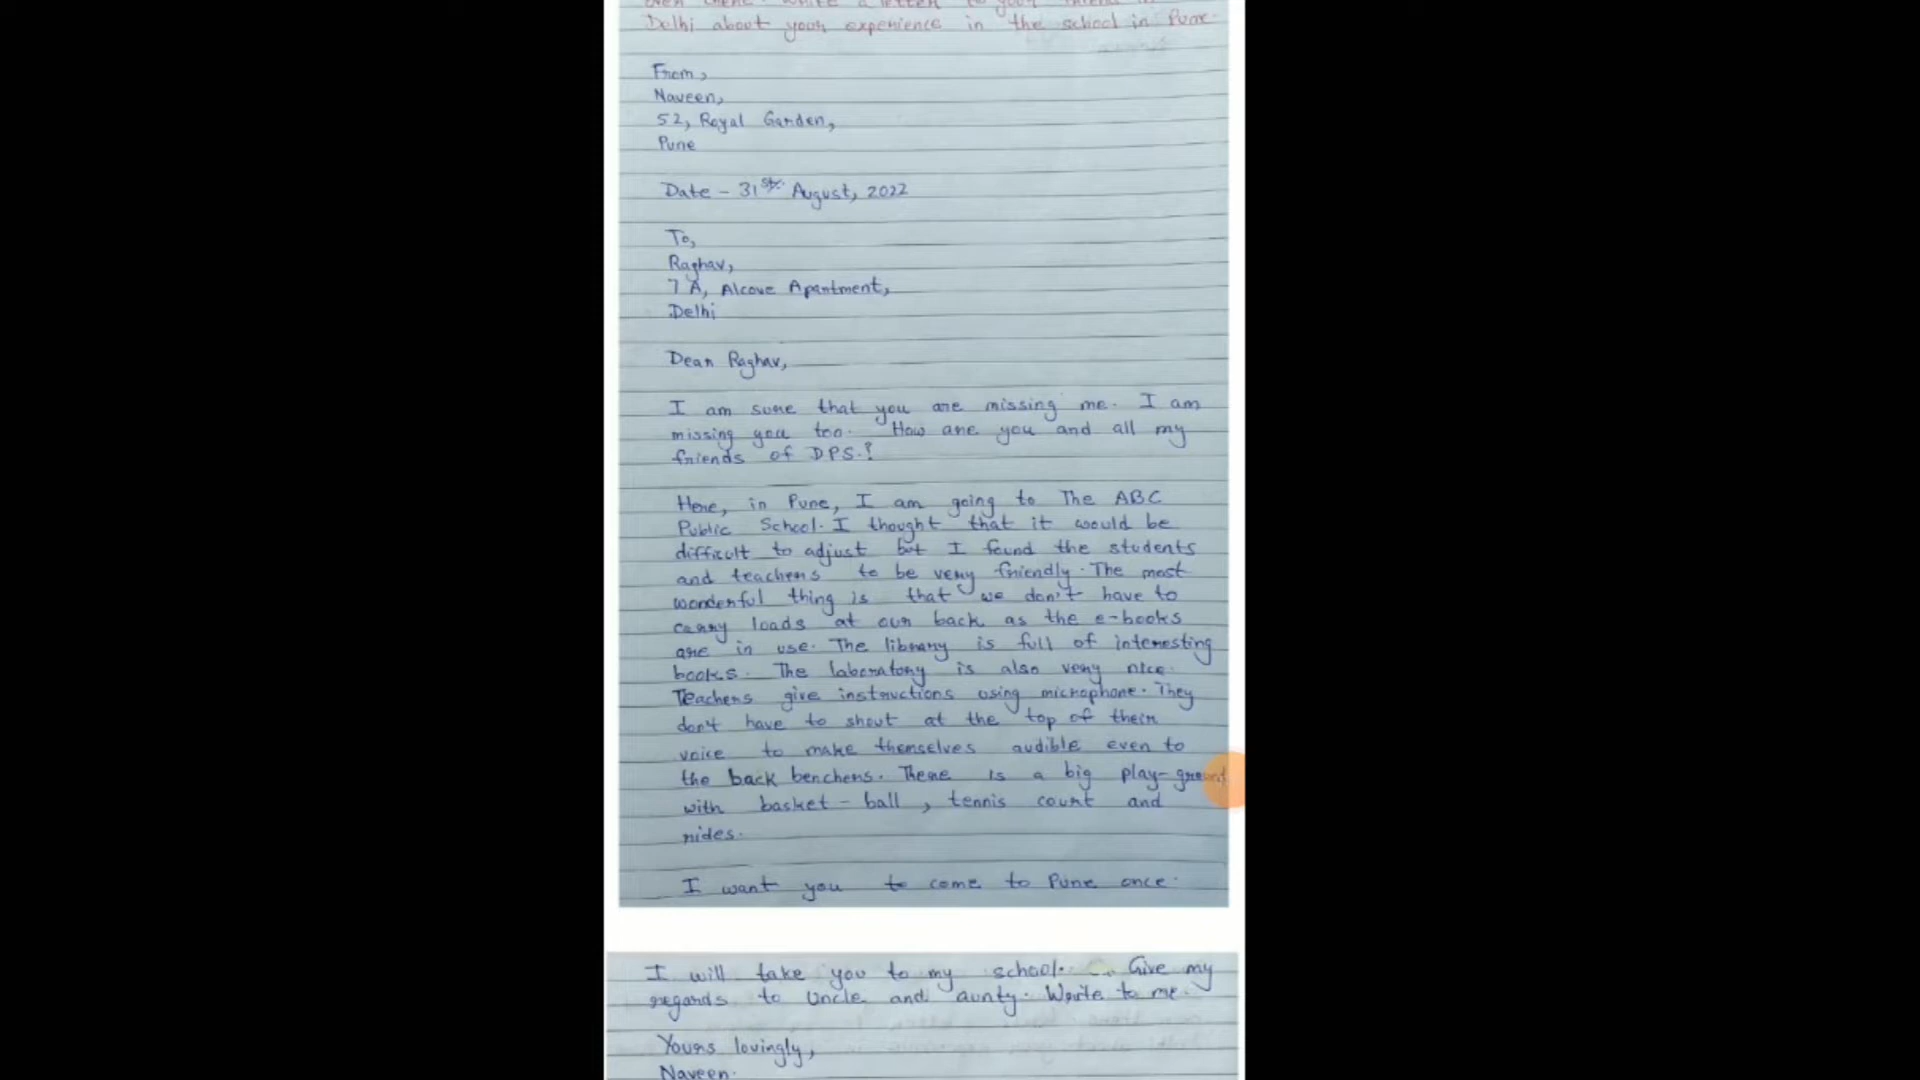 Delhi about your experience in the school in Pune.
From,
Naveen,
52, Royal Garden,
Pune
Date - 31st August, 2022
To,
Raghav,
7 A, Alcove Apartment,
Delhi
Dear Raghav,
I am sure that you are missing me. I am
missing you too. How are you and all my
friends of DPS.?
Here, in Pune, I am going to The ABC
Public School. I thought that it would be
difficult to adjust but I found the students
and teachers to be very friendly. The most
wonderful thing is that we don't have to
carry loads at our back as the e-books
are in use. The library is full of interesting
books. The laboratory is also very nice.
Teachers give instructions using microphone. They
don't have to shout at the top of their
voice to make themselves audible even to
the back benchers. There is a big play-ground
with basket-ball, tennis court and
rides.
I want you to come to Pune once.
I will take you to my school. Give my
regards to Uncle and aunty. Write to me.
Yours lovingly,
Naveen.